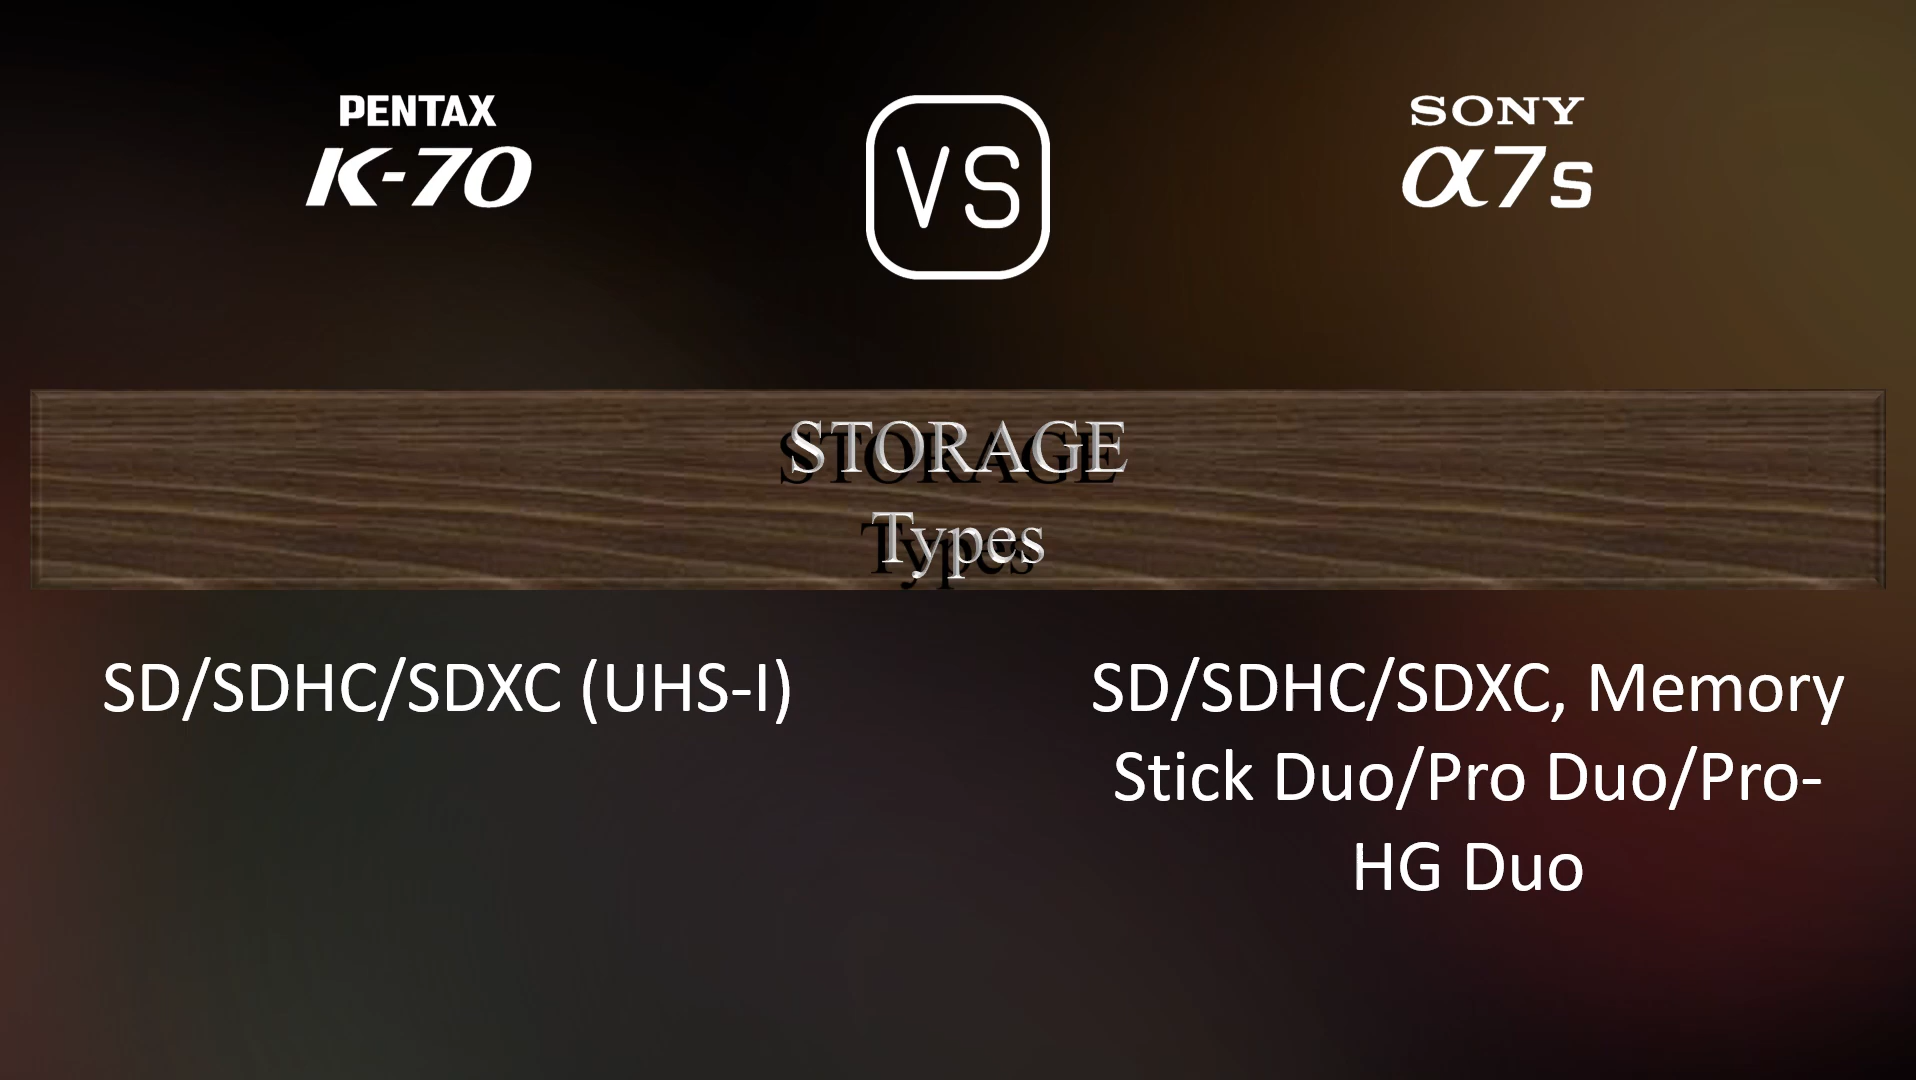 PENTAX
K-70
VS
SONY
α7s
STORAGE
Types
SD/SDHC/SDXC (UHS-I)
SD/SDHC/SDXC, Memory
Stick Duo/Pro Duo/Pro-
HG Duo